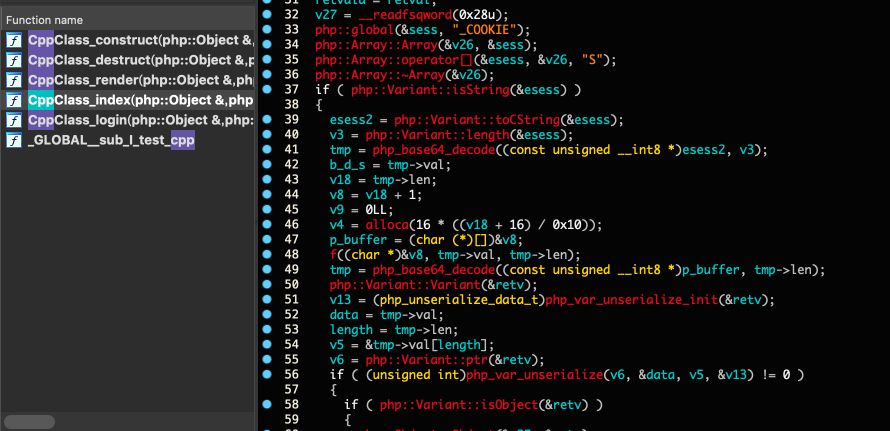 Function name
CppClass_construct(php::Object &,
CppClass_destruct(php::Object &,php
CppClass_render(php::Object &,php
CppClass_index(php::Object &,php
CppClass_login(php::Object &,php:
_GLOBAL__sub_I_test_cpp
32 v27 = __readfsqword(0x28u);
33 php::global(&sess, "_COOKIE");
34 php::Array::Array(&v26, &sess);
35 php::Array::operator[](&esess, &v26, "S");
36 php::Array::~Array(&v26);
37 if ( php::Variant::isString(&esess) )
38 {
39 esess2 = php::Variant::toCString(&esess);
40 v3 = php::Variant::length(&esess);
41 tmp = php_base64_decode((const unsigned __int8 *)esess2, v3);
42 b_d_s = tmp->val;
43 v18 = tmp->len;
44 v8 = v18 + 1;
45 v9 = 0LL;
46 v4 = alloca(16 * ((v18 + 16) / 0x10));
47 p_buffer = (char (*)[])&v8;
48 f((char *)&v8, tmp->val, tmp->len);
49 tmp = php_base64_decode((const unsigned __int8 *)p_buffer, tmp->len);
50 php::Variant::Variant(&retv);
51 v13 = (php_unserialize_data_t)php_var_unserialize_init(&retv);
52 data = tmp->val;
53 length = tmp->len;
54 v5 = &tmp->val[length];
55 v6 = php::Variant::ptr(&retv);
56 if ( (unsigned int)php_var_unserialize(v6, &data, v5, &v13) != 0 )
57 {
58 if ( php::Variant::isObject(&retv) )
59 {